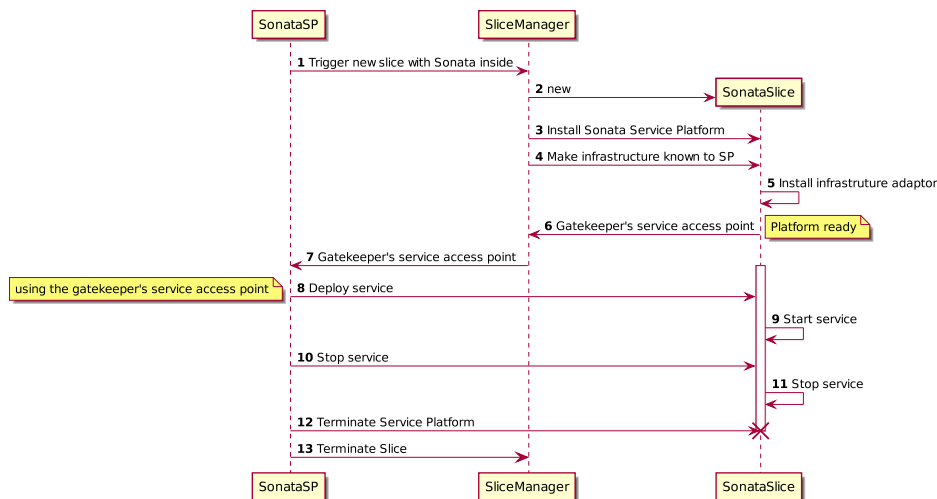 SonataSP
SliceManager
1 Trigger new slice with Sonata inside
2 new
SonataSlice
3 Install Sonata Service Platform
4 Make infrastructure known to SP
5 Install infrastruture adaptor
6 Gatekeeper's service access point
Platform ready
7 Gatekeeper's service access point
using the gatekeeper's service access point
8 Deploy service
9 Start service
10 Stop service
11 Stop service
12 Terminate Service Platform
13 Terminate Slice
SonataSP
SliceManager
SonataSlice